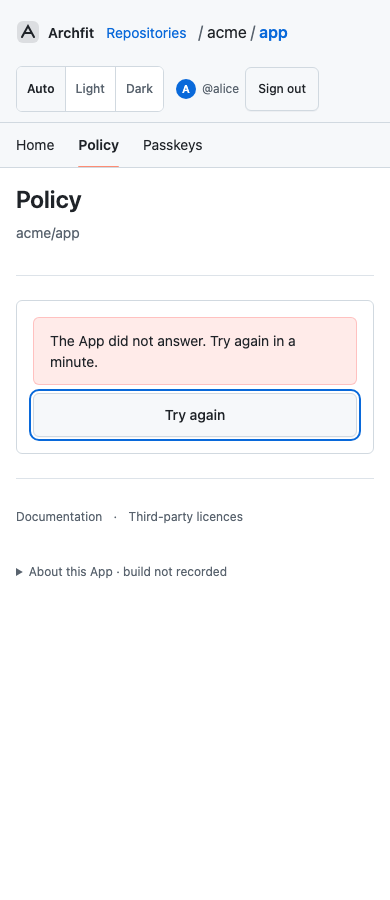 Archfit Repositories / acme / app
Auto Light Dark A @alice Sign out
Home Policy Passkeys
Policy
acme/app
The App did not answer. Try again in a
minute.
Try again
Documentation · Third-party licences
About this App · build not recorded